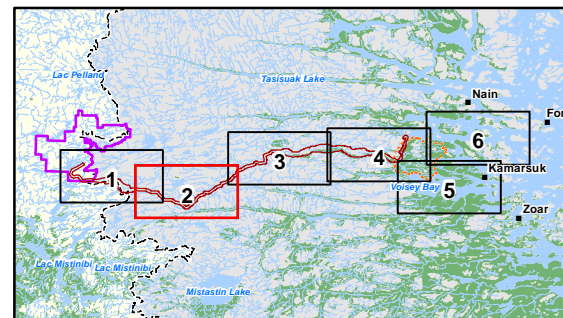 Lac Pelland
Tasisuak Lake
Nain
For
6
4
3
Kamarsuk
1
Voisey Bay
2
5
Zoar
Lac Mistinibi
Lac Mistinibi
Mistastin Lake